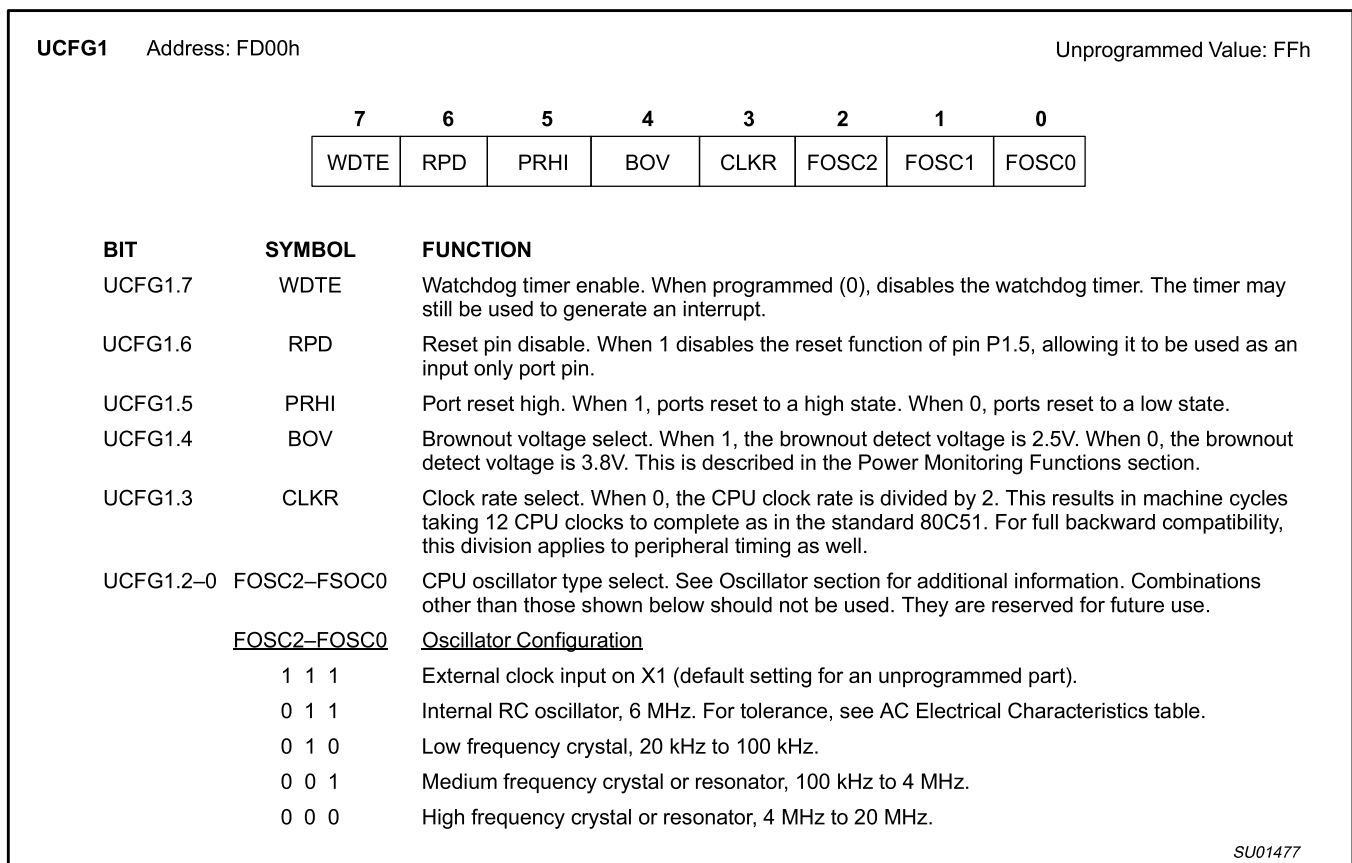 UCFG1 Address: FD00h Unprogrammed Value: FFh
7 6 5 4 3 2 1 0
WDTE RPD PRHI BOV CLKR FOSC2 FOSC1 FOSC0
BIT SYMBOL FUNCTION
UCFG1.7 WDTE Watchdog timer enable. When programmed (0), disables the watchdog timer. The timer may
still be used to generate an interrupt.
UCFG1.6 RPD Reset pin disable. When 1 disables the reset function of pin P1.5, allowing it to be used as an
input only port pin.
UCFG1.5 PRHI Port reset high. When 1, ports reset to a high state. When 0, ports reset to a low state.
UCFG1.4 BOV Brownout voltage select. When 1, the brownout detect voltage is 2.5V. When 0, the brownout
detect voltage is 3.8V. This is described in the Power Monitoring Functions section.
UCFG1.3 CLKR Clock rate select. When 0, the CPU clock rate is divided by 2. This results in machine cycles
taking 12 CPU clocks to complete as in the standard 80C51. For full backward compatibility,
this division applies to peripheral timing as well.
UCFG1.2–0 FOSC2–FSOC0 CPU oscillator type select. See Oscillator section for additional information. Combinations
other than those shown below should not be used. They are reserved for future use.
FOSC2–FOSC0 Oscillator Configuration
1 1 1 External clock input on X1 (default setting for an unprogrammed part).
0 1 1 Internal RC oscillator, 6 MHz. For tolerance, see AC Electrical Characteristics table.
0 1 0 Low frequency crystal, 20 kHz to 100 kHz.
0 0 1 Medium frequency crystal or resonator, 100 kHz to 4 MHz.
0 0 0 High frequency crystal or resonator, 4 MHz to 20 MHz.
SU01477